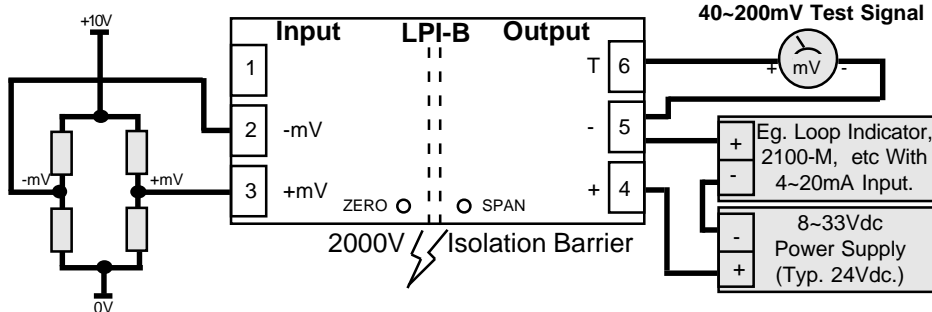 40~200mV Test Signal
+10V
Input
LPI-B
Output
1
T
6
+
mV
-
2
-mV
-
5
+
Eg. Loop Indicator,
2100-M, etc With
4~20mA Input.
-
-mV
+mV
3
+mV
+
4
ZERO
SPAN
2000V
Isolation Barrier
-
+
8~33Vdc
Power Supply
(Typ. 24Vdc.)
0V